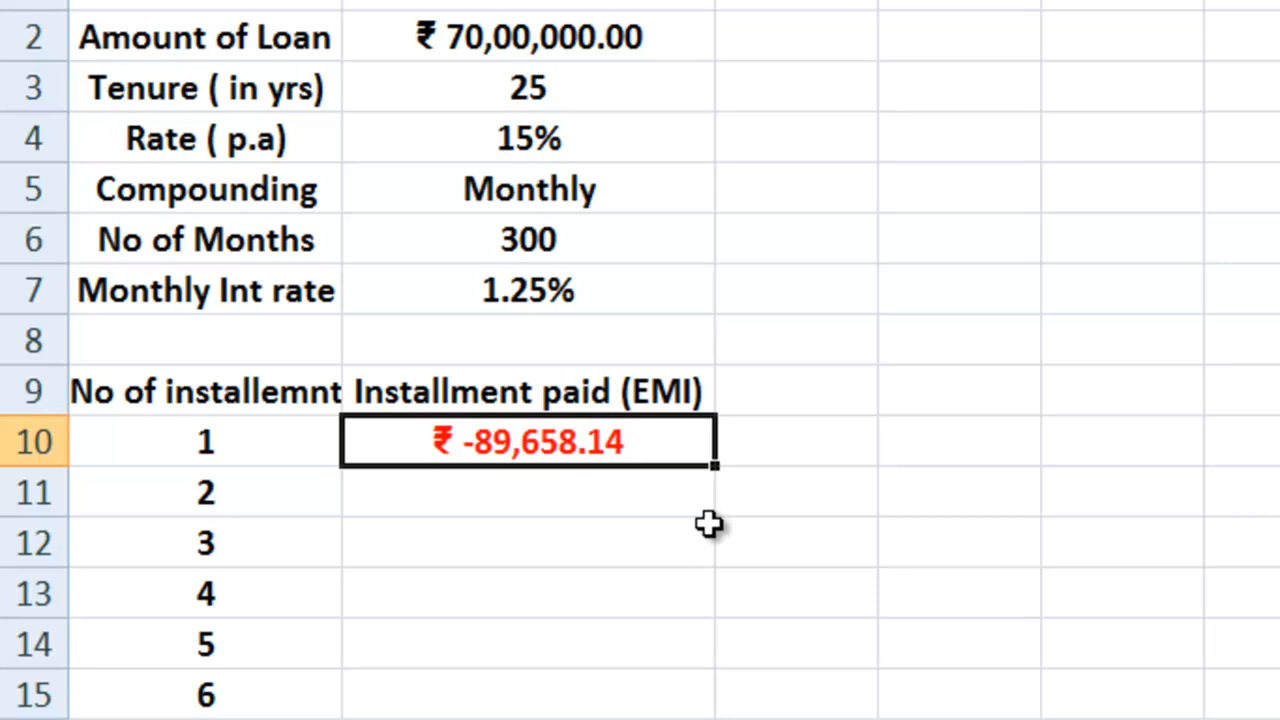 2 Amount of Loan ₹ 70,00,000.00
3 Tenure ( in yrs) 25
4 Rate ( p.a) 15%
5 Compounding Monthly
6 No of Months 300
7 Monthly Int rate 1.25%
8
9 No of installemnt Installment paid (EMI)
10 1 ₹ -89,658.14
11 2
12 3
13 4
14 5
15 6